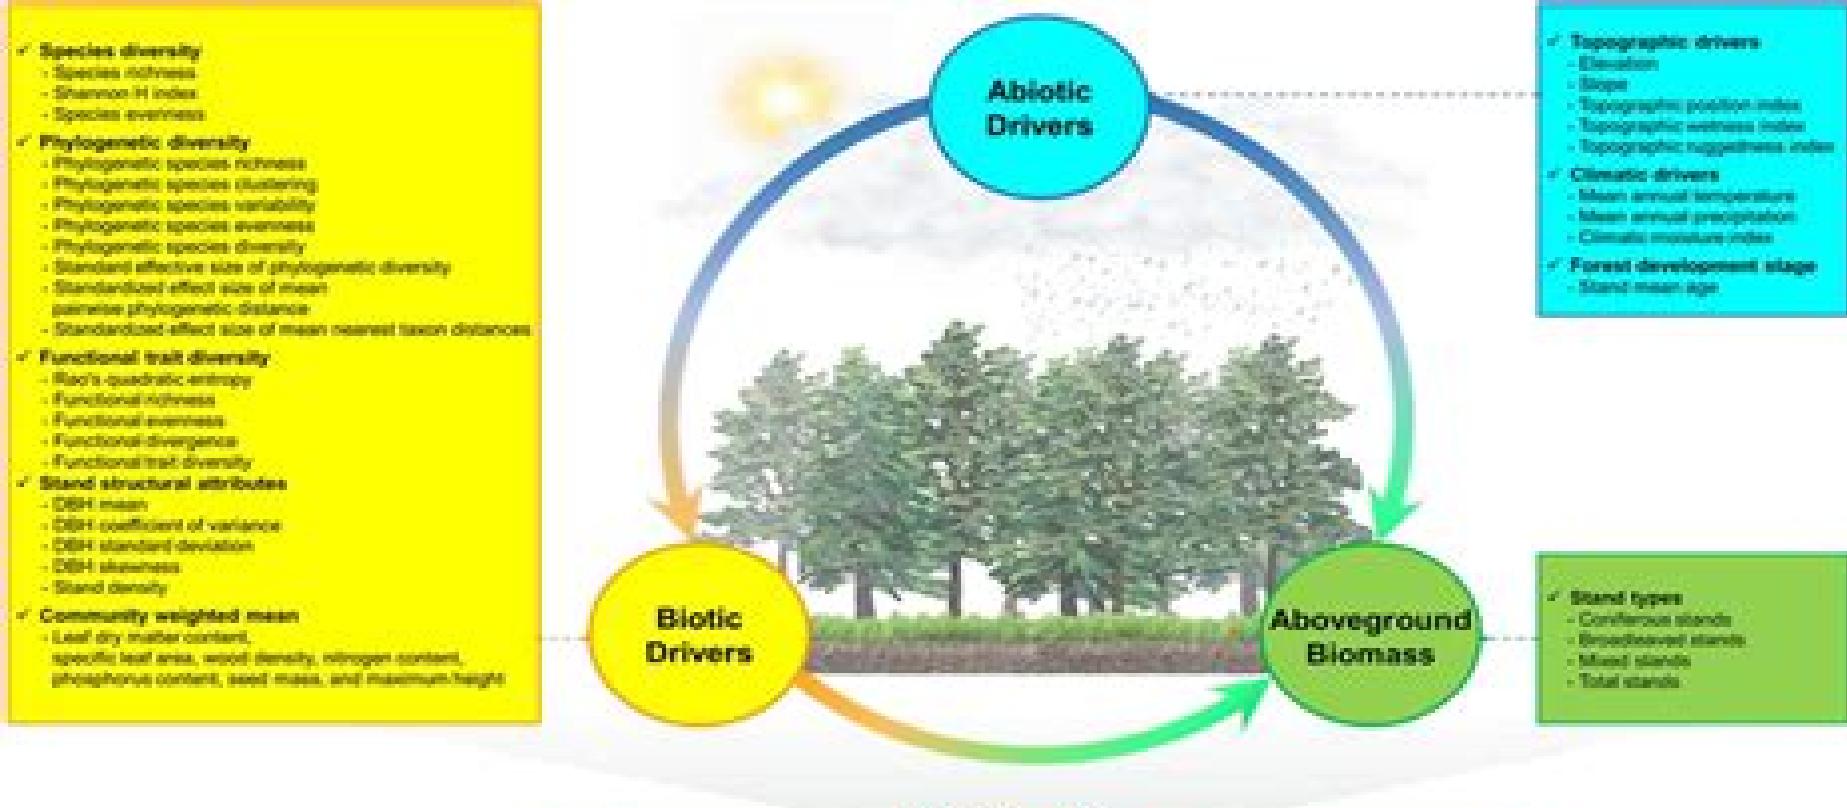 ✓ Species diversity
- Species richness
- Shannon H index
- Species evenness
✓ Phylogenetic diversity
- Phylogenetic species richness
- Phylogenetic species clustering
- Phylogenetic species variability
- Phylogenetic species evenness
- Phylogenetic species diversity
- Standard effective size of phylogenetic diversity
- Standardized effect size of mean
pairwise phylogenetic distance
- Standardized effect size of mean nearest taxon distances
✓ Functional trait diversity
- Rao's quadratic entropy
- Functional richness
- Functional evenness
- Functional divergence
- Functional trait diversity
✓ Stand structural attributes
- DBH mean
- DBH coefficient of variance
- DBH standard deviation
- DBH skewness
- Stand density
✓ Community weighted mean
- Leaf dry matter content,
specific leaf area, wood density, nitrogen content,
phosphorus content, seed mass, and maximum height
Abiotic
Drivers
Biotic
Drivers
Aboveground
Biomass
✓ Topographic drivers
- Elevation
- Slope
- Topographic position index
- Topographic wetness index
- Topographic ruggedness index
✓ Climatic drivers
- Mean annual temperature
- Mean annual precipitation
- Climatic moisture index
✓ Forest development stage
- Stand mean age
✓ Stand types
- Coniferous stands
- Broadleaved stands
- Mixed stands
- Total stands